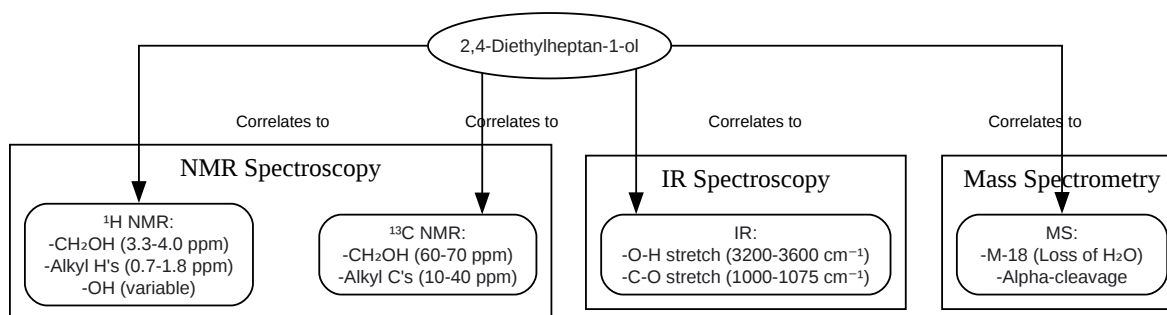 2,4-Diethylheptan-1-ol
Correlates to
Correlates to
Correlates to
Correlates to
NMR Spectroscopy
IR Spectroscopy
Mass Spectrometry
¹H NMR:
-CH₂OH (3.3-4.0 ppm)
-Alkyl H's (0.7-1.8 ppm)
-OH (variable)
¹³C NMR:
-CH₂OH (60-70 ppm)
-Alkyl C's (10-40 ppm)
IR:
-O-H stretch (3200-3600 cm⁻¹)
-C-O stretch (1000-1075 cm⁻¹)
MS:
-M-18 (Loss of H₂O)
-Alpha-cleavage